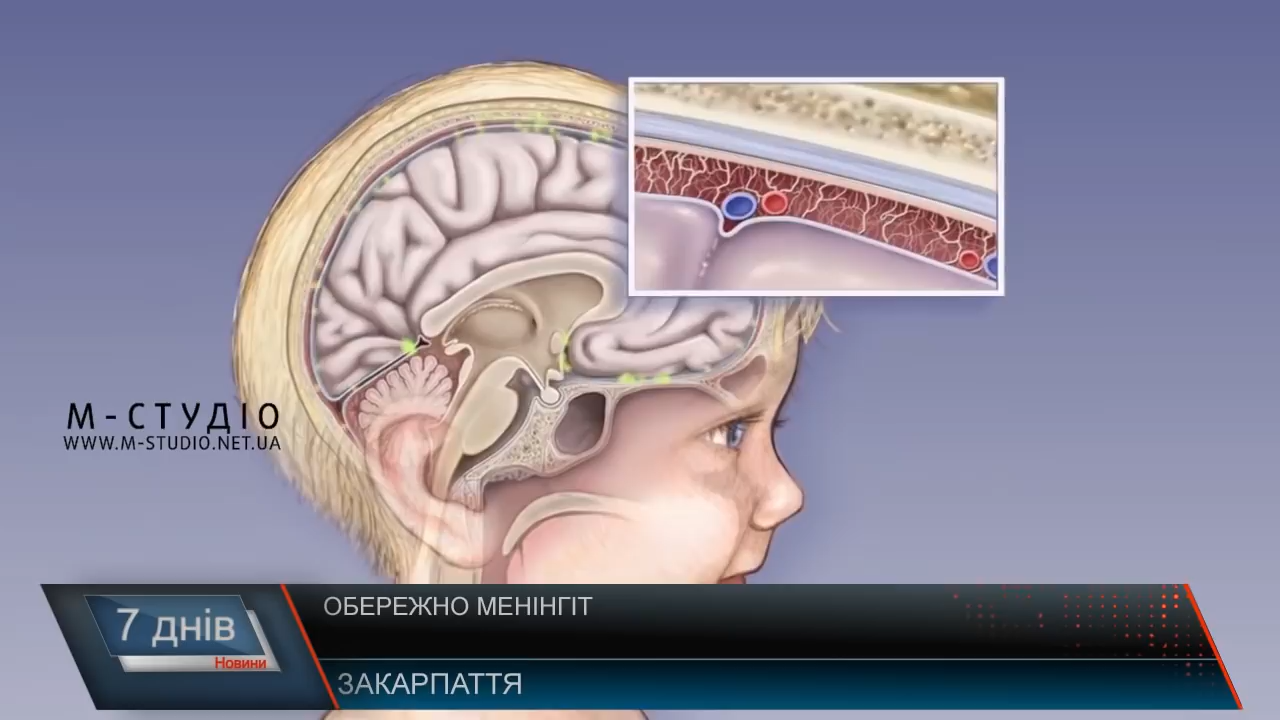 М-СТУДІО
WWW.M-STUDIO.NET.UA
7 днів
Новини
ОБЕРЕЖНО МЕНІНГІТ
ЗАКАРПАТТЯ